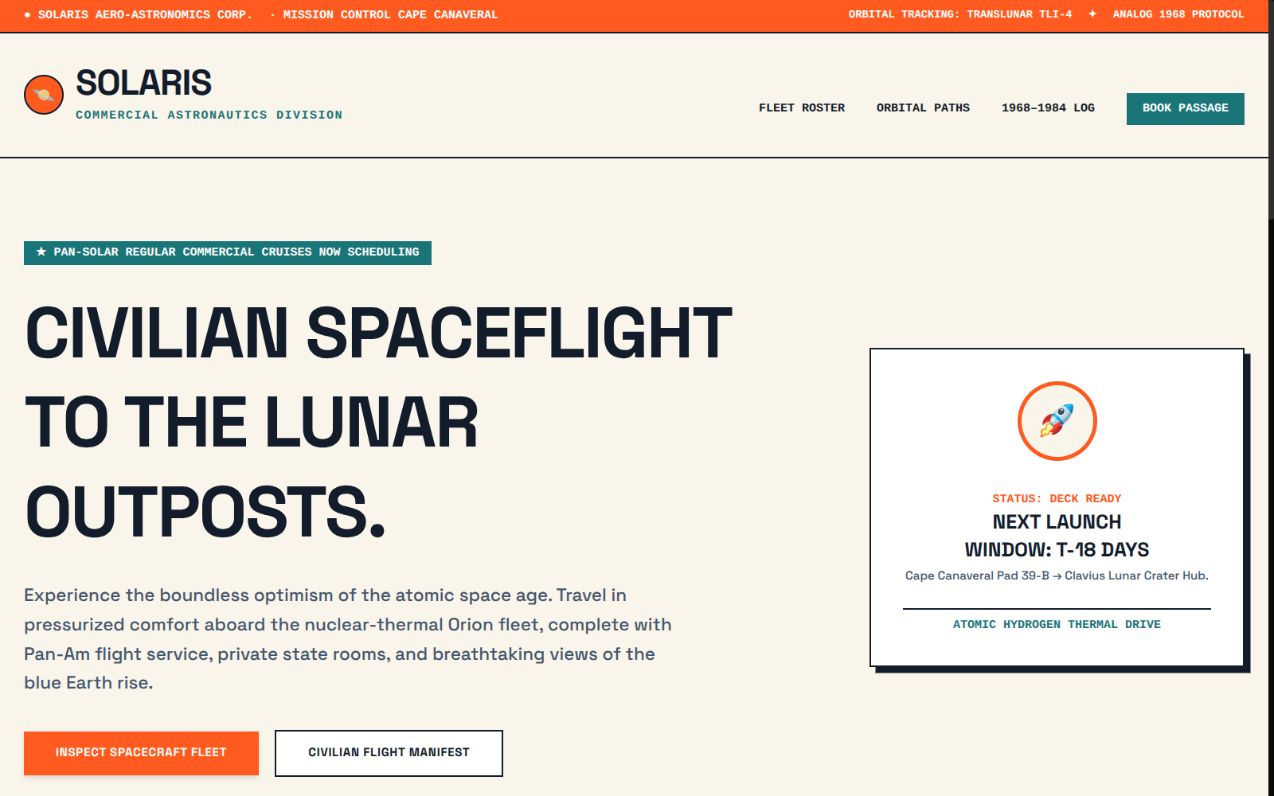 ● SOLARIS AERO-ASTRONOMICS CORP. · MISSION CONTROL CAPE CANAVERAL
ORBITAL TRACKING: TRANSLUNAR TLI-4 ✦ ANALOG 1968 PROTOCOL
SOLARIS
COMMERCIAL ASTRONAUTICS DIVISION
FLEET ROSTER
ORBITAL PATHS
1968–1984 LOG
BOOK PASSAGE
★ PAN-SOLAR REGULAR COMMERCIAL CRUISES NOW SCHEDULING
CIVILIAN SPACEFLIGHT
TO THE LUNAR
OUTPOSTS.
Experience the boundless optimism of the atomic space age. Travel in
pressurized comfort aboard the nuclear-thermal Orion fleet, complete with
Pan-Am flight service, private state rooms, and breathtaking views of the
blue Earth rise.
INSPECT SPACECRAFT FLEET
CIVILIAN FLIGHT MANIFEST
STATUS: DECK READY
NEXT LAUNCH
WINDOW: T-18 DAYS
Cape Canaveral Pad 39-B → Clavius Lunar Crater Hub.
ATOMIC HYDROGEN THERMAL DRIVE